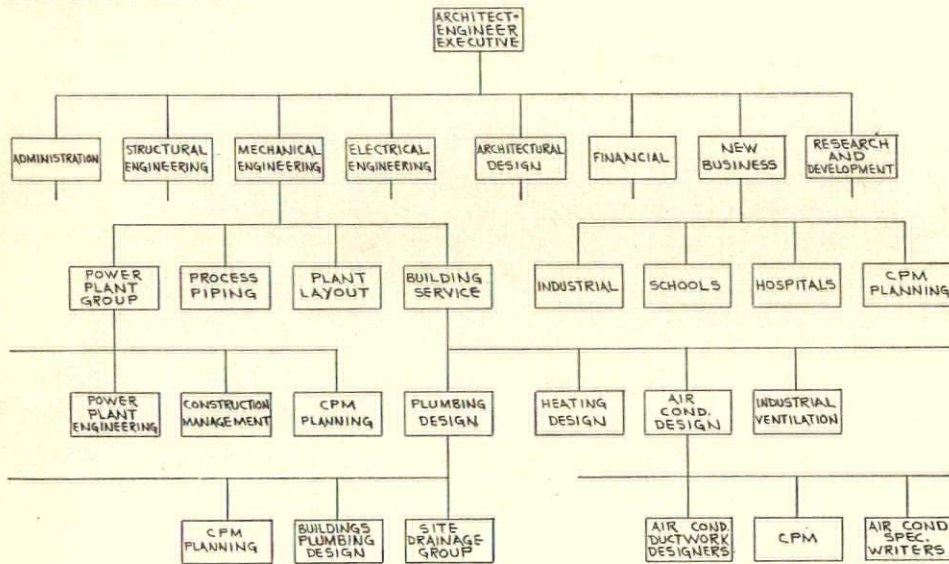 ARCHITECT-
ENGINEER
EXECUTIVE
ADMINISTRATION
STRUCTURAL
ENGINEERING
MECHANICAL
ENGINEERING
ELECTRICAL
ENGINEERING
ARCHITECTURAL
DESIGN
FINANCIAL
NEW
BUSINESS
RESEARCH
AND
DEVELOPMENT
POWER
PLANT
GROUP
PROCESS
PIPING
PLANT
LAYOUT
BUILDING
SERVICE
INDUSTRIAL
SCHOOLS
HOSPITALS
CPM
PLANNING
POWER
PLANT
ENGINEERING
CONSTRUCTION
MANAGEMENT
CPM
PLANNING
PLUMBING
DESIGN
HEATING
DESIGN
AIR
COND.
DESIGN
INDUSTRIAL
VENTILATION
CPM
PLANNING
BUILDINGS
PLUMBING
DESIGN
SITE
DRAINAGE
GROUP
AIR COND.
DUCTWORK
DESIGNERS
CPM
AIR COND
SPEC.
WRITERS